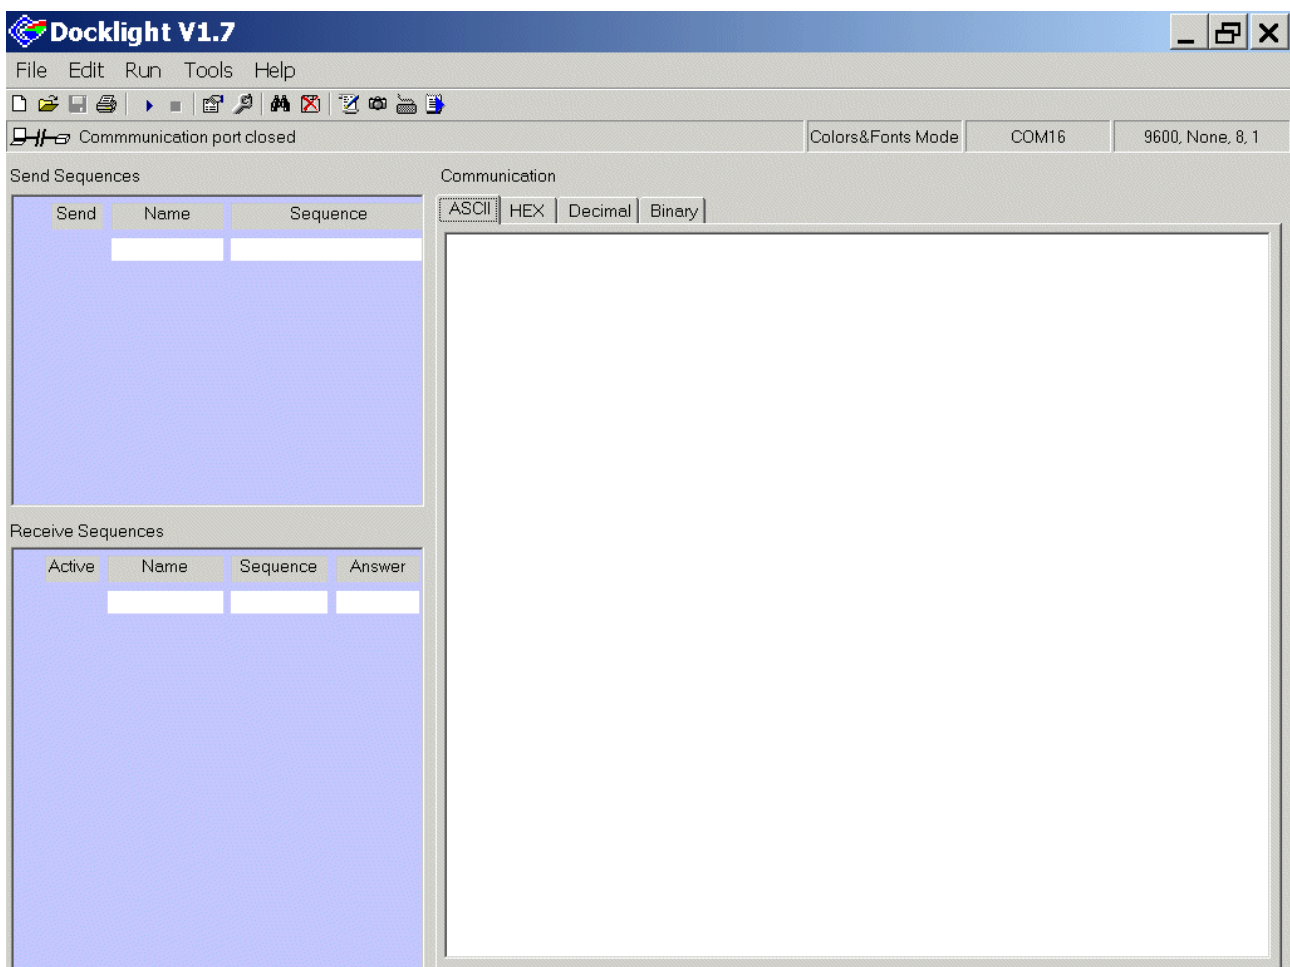 Docklight V1.7
File Edit Run Tools Help
Commmunication port closed Colors&Fonts Mode COM16 9600, None, 8, 1
Send Sequences
Send Name Sequence
Receive Sequences
Active Name Sequence Answer
Communication
ASCII HEX Decimal Binary